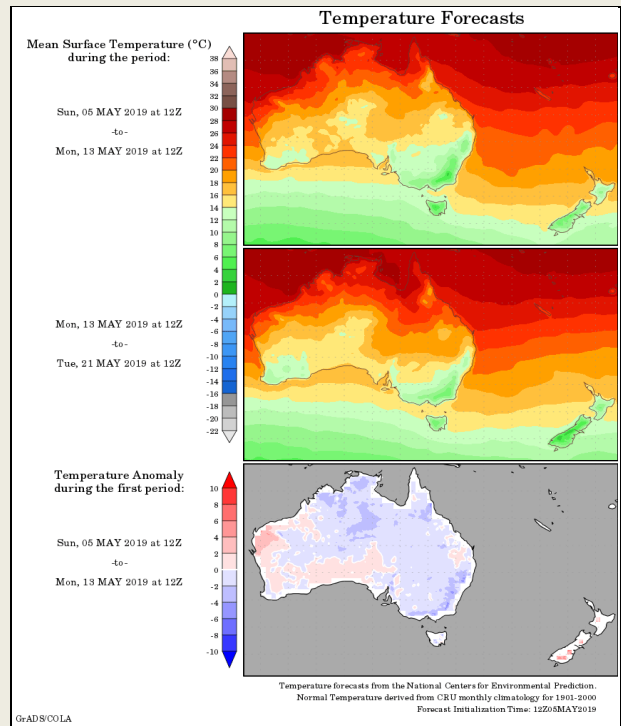 Temperature Forecasts
Mean Surface Temperature (°C)
during the period:
38
36
34
32
30
28
26
24
22
20
18
16
14
12
10
8
6
4
2
0
-2
-4
-6
-8
-10
-12
-14
-16
-18
-20
-22
Sun, 05 MAY 2019 at 12Z
-to-
Mon, 13 MAY 2019 at 12Z
Mon, 13 MAY 2019 at 12Z
-to-
Tue, 21 MAY 2019 at 12Z
Temperature Anomaly
during the first period:
10
8
6
4
2
0
-2
-4
-6
-8
-10
Sun, 05 MAY 2019 at 12Z
-to-
Mon, 13 MAY 2019 at 12Z
Temperature forecasts from the National Centers for Environmental Prediction.
Normal Temperature derived from CRU monthly climatology for 1901-2000
Forecast Initialization Time: 12Z05MAY2019
GrADS/COLA